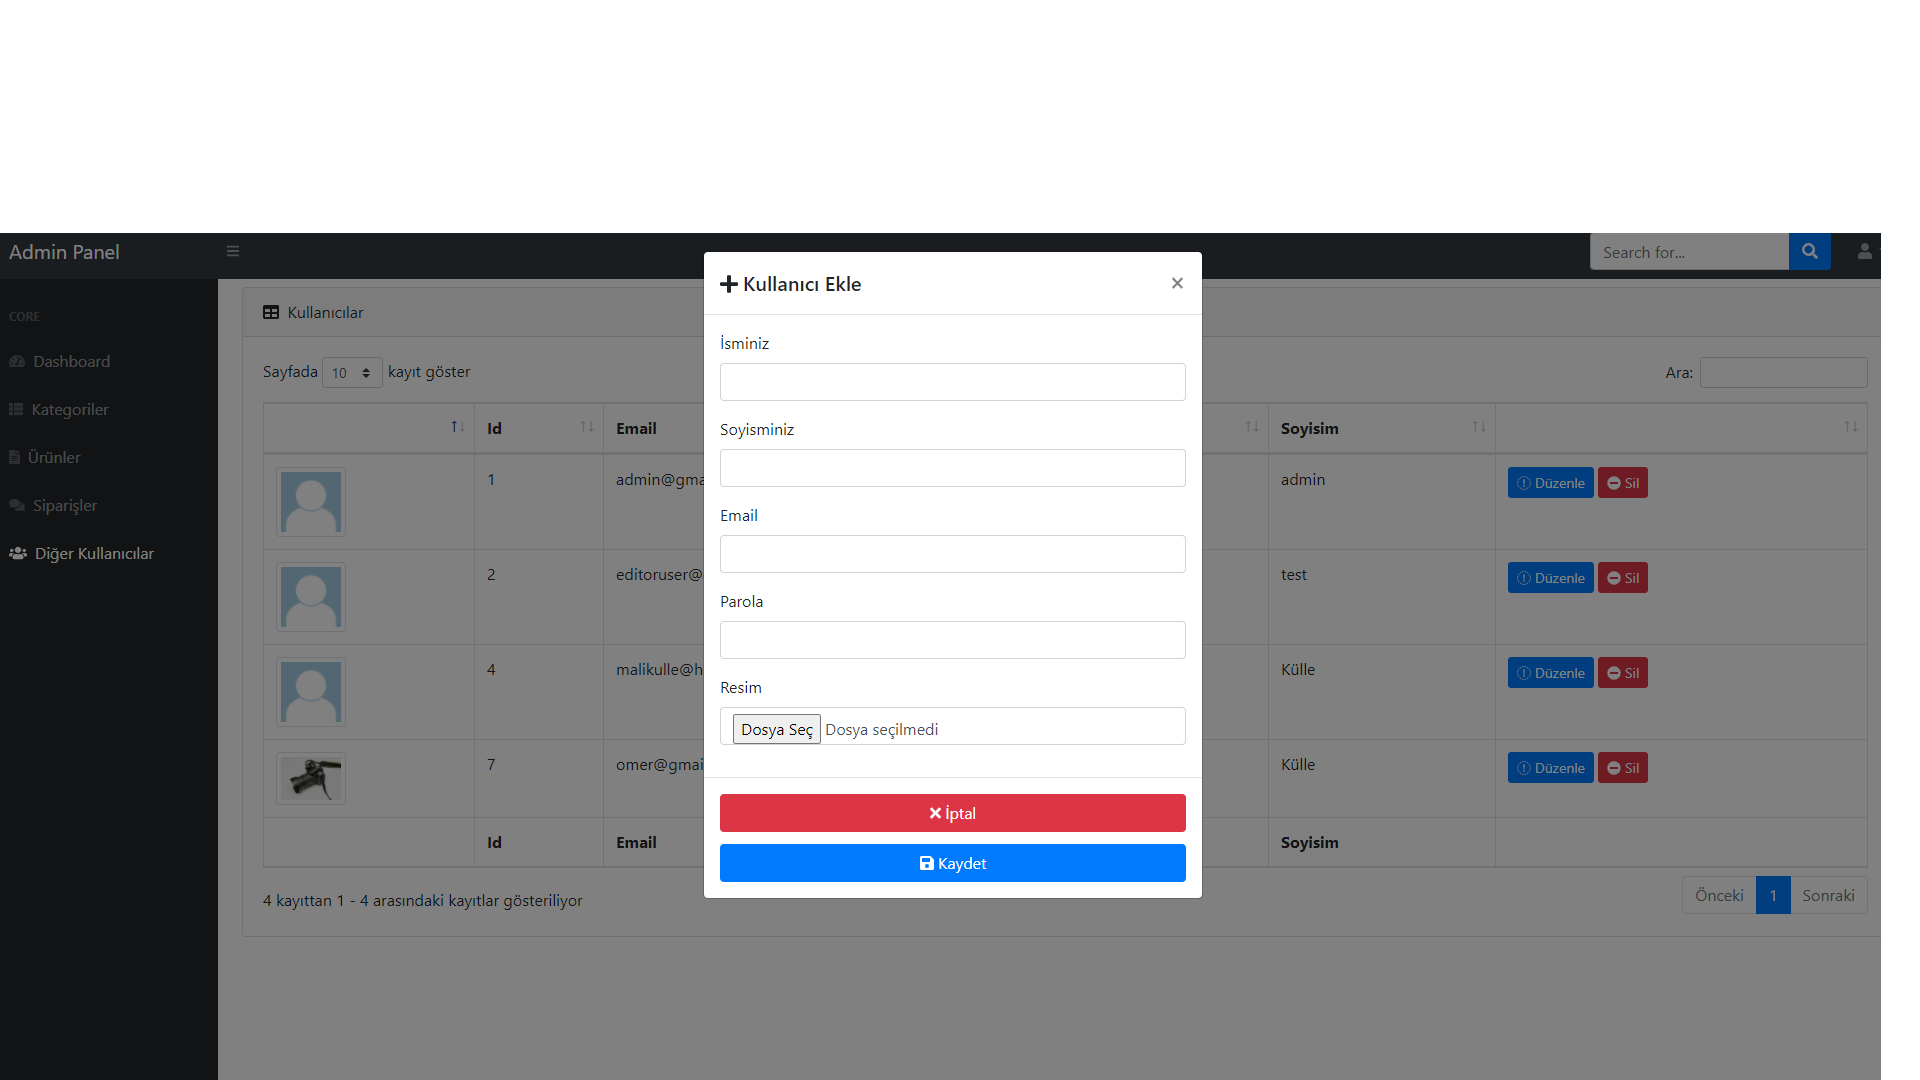 Admin Panel
Search for...
CORE
Dashboard
Kategoriler
Ürünler
Siparişler
Diğer Kullanıcılar
Kullanıcılar
Sayfada 10 kayıt göster
Ara:
Id Email Soyisim
1 admin@gma admin Düzenle Sil
2 editoruser@ test Düzenle Sil
4 malikulle@h Külle Düzenle Sil
7 omer@gmai Külle Düzenle Sil
Id Email Soyisim
4 kayıttan 1 - 4 arasındaki kayıtlar gösteriliyor
Önceki 1 Sonraki
Kullanıcı Ekle ×
İsminiz
Soyisminiz
Email
Parola
Resim
Dosya Seç Dosya seçilmedi
İptal
Kaydet